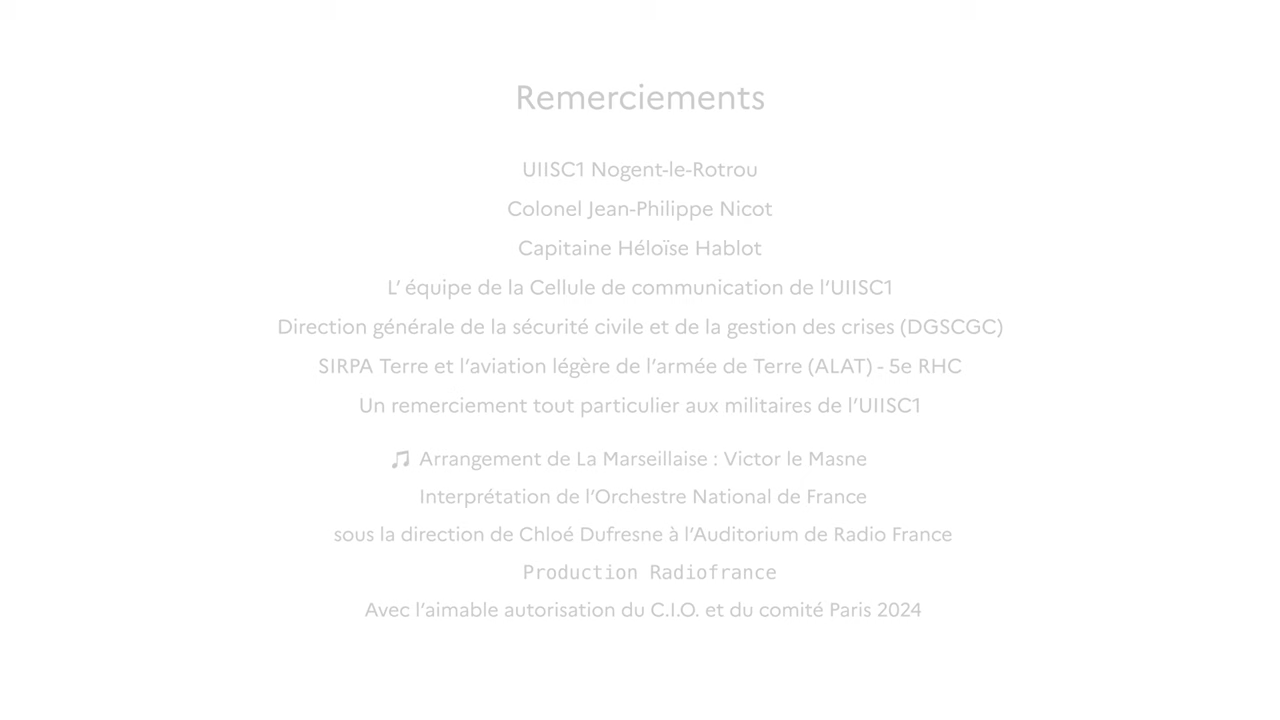 Remerciements
UIISC1 Nogent-le-Rotrou
Colonel Jean-Philippe Nicot
Capitaine Héloïse Hablot
L’ équipe de la Cellule de communication de l’UIISC1
Direction générale de la sécurité civile et de la gestion des crises (DGSCGC)
SIRPA Terre et l’aviation légère de l’armée de Terre (ALAT) - 5e RHC
Un remerciement tout particulier aux militaires de l’UIISC1
♫ Arrangement de La Marseillaise : Victor le Masne
Interprétation de l’Orchestre National de France
sous la direction de Chloé Dufresne à l’Auditorium de Radio France
Production Radiofrance
Avec l’aimable autorisation du C.I.O. et du comité Paris 2024